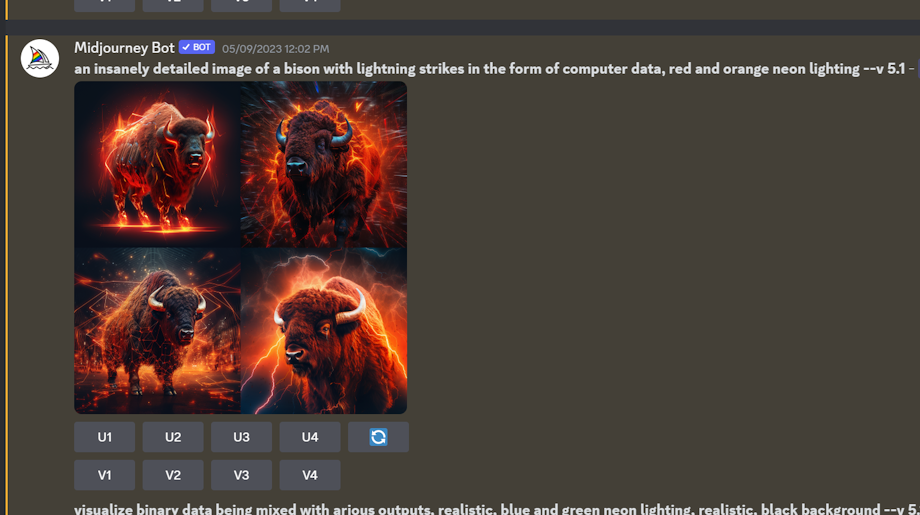 Midjourney Bot ✓ BOT 05/09/2023 12:02 PM
an insanely detailed image of a bison with lightning strikes in the form of computer data, red and orange neon lighting --v 5.1 -
U1 U2 U3 U4
V1 V2 V3 V4
visualize binary data being mixed with arious outputs, realistic, blue and green neon lighting, realistic, black background --v 5.